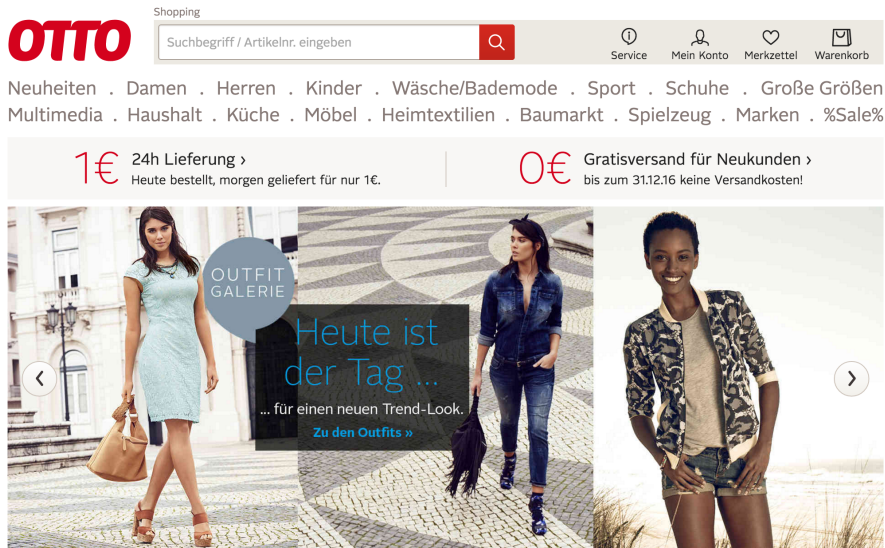 Shopping
OTTO
Suchbegriff / Artikelnr. eingeben
Service
Mein Konto
Merkzettel
Warenkorb
Neuheiten . Damen . Herren . Kinder . Wäsche/Bademode . Sport . Schuhe . Große Größen
Multimedia . Haushalt . Küche . Möbel . Heimtextilien . Baumarkt . Spielzeug . Marken . %Sale%
1€
24h Lieferung ›
Heute bestellt, morgen geliefert für nur 1€.
0€
Gratisversand für Neukunden ›
bis zum 31.12.16 keine Versandkosten!
OUTFIT
GALERIE
Heute ist
der Tag ...
... für einen neuen Trend-Look.
Zu den Outfits »